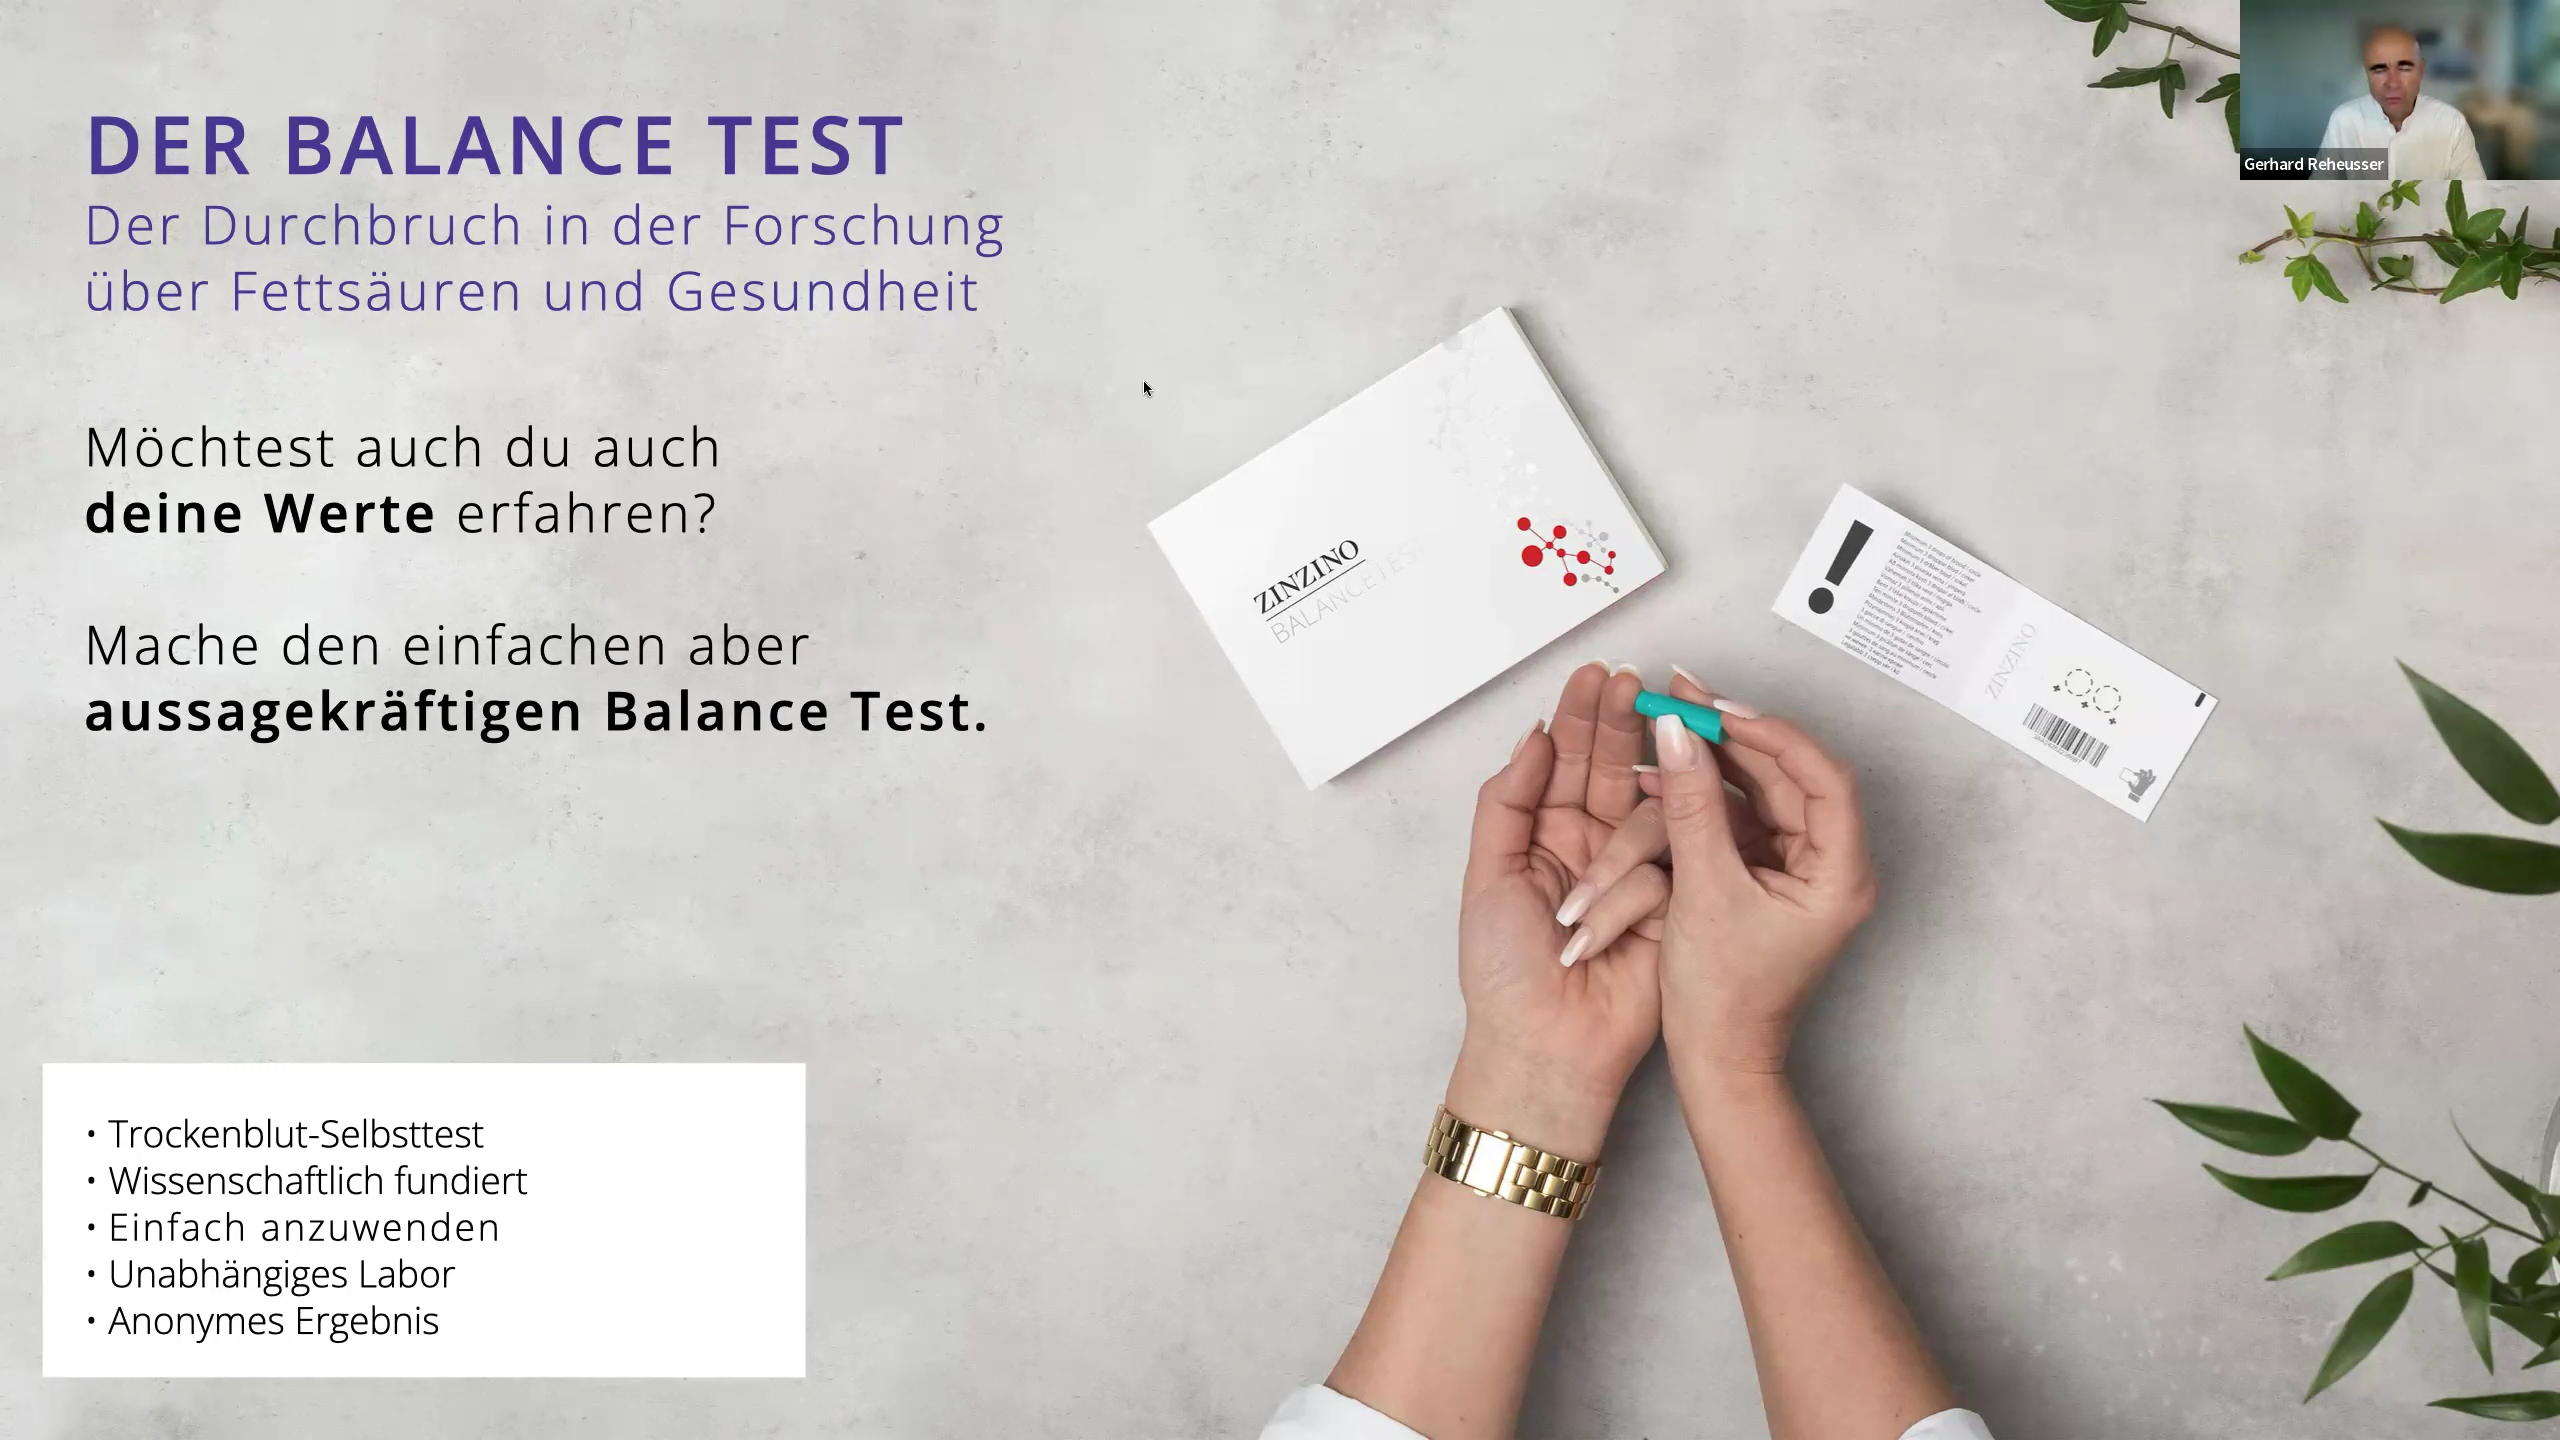 DER BALANCE TEST
Der Durchbruch in der Forschung
über Fettsäuren und Gesundheit
Möchtest auch du auch
deine Werte erfahren?
Mache den einfachen aber
aussagekräftigen Balance Test.
• Trockenblut-Selbsttest
• Wissenschaftlich fundiert
• Einfach anzuwenden
• Unabhängiges Labor
• Anonymes Ergebnis
Gerhard Reheusser
ZINZINO
BALANCETEST
!
ZINZINO